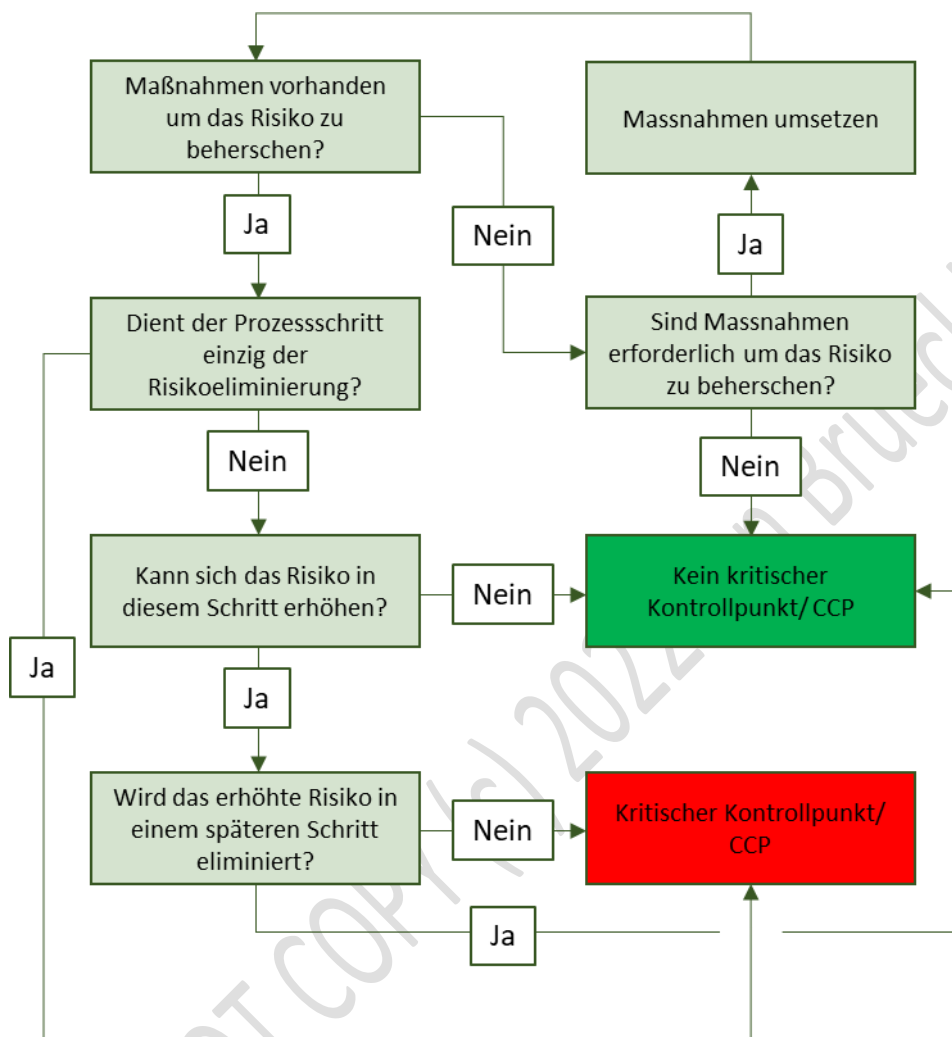 Maßnahmen vorhanden
um das Risiko zu
beherschen?
Massnahmen umsetzen
Ja
Nein
Ja
Dient der Prozessschritt
einzig der
Risikoeliminierung?
Sind Massnahmen
erforderlich um das Risiko
zu beherschen?
Nein
Nein
Kann sich das Risiko in
diesem Schritt erhöhen?
Nein
Kein kritischer
Kontrollpunkt/ CCP
Ja
Ja
Wird das erhöhte Risiko in
einem späteren Schritt
eliminiert?
Nein
Kritischer Kontrollpunkt/
CCP
Ja
COPY (c) 2022